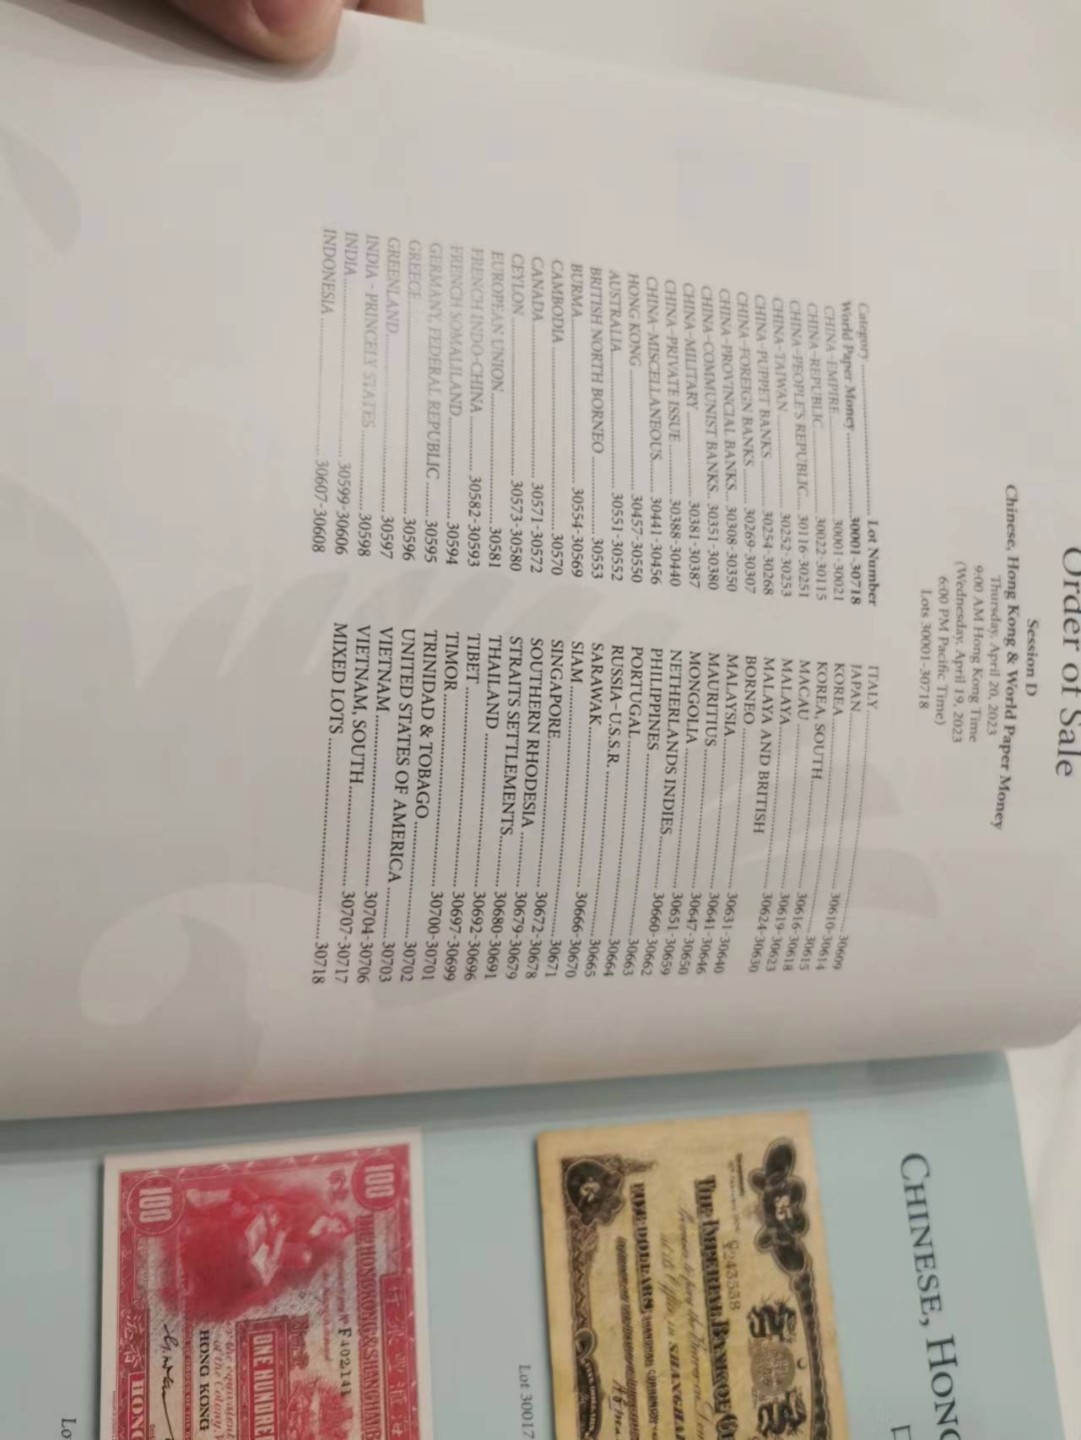 Order of Sale
Session D
Chinese, Hong Kong & World Paper Money
Thursday, April 20, 2023
9:00 AM Hong Kong Time
(Wednesday, April 19, 2023
6:00 PM Pacific Time)
Lots 30001-30718
Category Lot Number
World Paper Money 30001-30718
CHINA–EMPIRE 30001-30021
CHINA–REPUBLIC 30022-30115
CHINA–PEOPLE'S REPUBLIC 30116-30251
CHINA–TAIWAN 30252-30253
CHINA–PUPPET BANKS 30254-30268
CHINA–FOREIGN BANKS 30269-30307
CHINA–PROVINCIAL BANKS 30308-30350
CHINA–COMMUNIST BANKS 30351-30380
CHINA–MILITARY 30381-30387
CHINA–PRIVATE ISSUE 30388-30440
CHINA–MISCELLANEOUS 30441-30456
HONG KONG 30457-30550
AUSTRALIA 30551-30552
BRITISH NORTH BORNEO 30553
BURMA 30554-30569
CAMBODIA 30570
CANADA 30571-30572
CEYLON 30573-30580
EUROPEAN UNION 30581
FRENCH INDO-CHINA 30582-30593
FRENCH SOMALILAND 30594
GERMANY, FEDERAL REPUBLIC 30595
GREECE 30596
GREENLAND 30597
INDIA - PRINCELY STATES 30598
INDIA 30599-30606
INDONESIA 30607-30608
ITALY 30609
JAPAN 30610-30614
KOREA 30615
KOREA, SOUTH 30616-30618
MACAU 30619-30623
MALAYA 30624-30630
MALAYA AND BRITISH
BORNEO 30631-30640
MALAYSIA 30641-30646
MAURITIUS 30647-30650
MONGOLIA 30651-30659
NETHERLANDS INDIES 30660-30662
PHILIPPINES 30663
PORTUGAL 30664
RUSSIA–U.S.S.R. 30665
SARAWAK 30666-30670
SIAM 30671
SINGAPORE 30672-30678
SOUTHERN RHODESIA 30679-30679
STRAITS SETTLEMENTS 30680-30691
THAILAND 30692-30696
TIBET 30697-30699
TIMOR 30700-30701
TRINIDAD & TOBAGO 30702
UNITED STATES OF AMERICA 30703
VIETNAM 30704-30706
VIETNAM, SOUTH 30707-30717
MIXED LOTS 30718
CHINESE, HONG
THE IMPERIAL BANK OF
243538
FIVE DOLLARS
SHANGHAI
Lot 30017
100
THE HONGKONG & SHANGHAI
F402141
ONE HUNDRED
of the Colony
HONG KONG
100
HONG
Lo